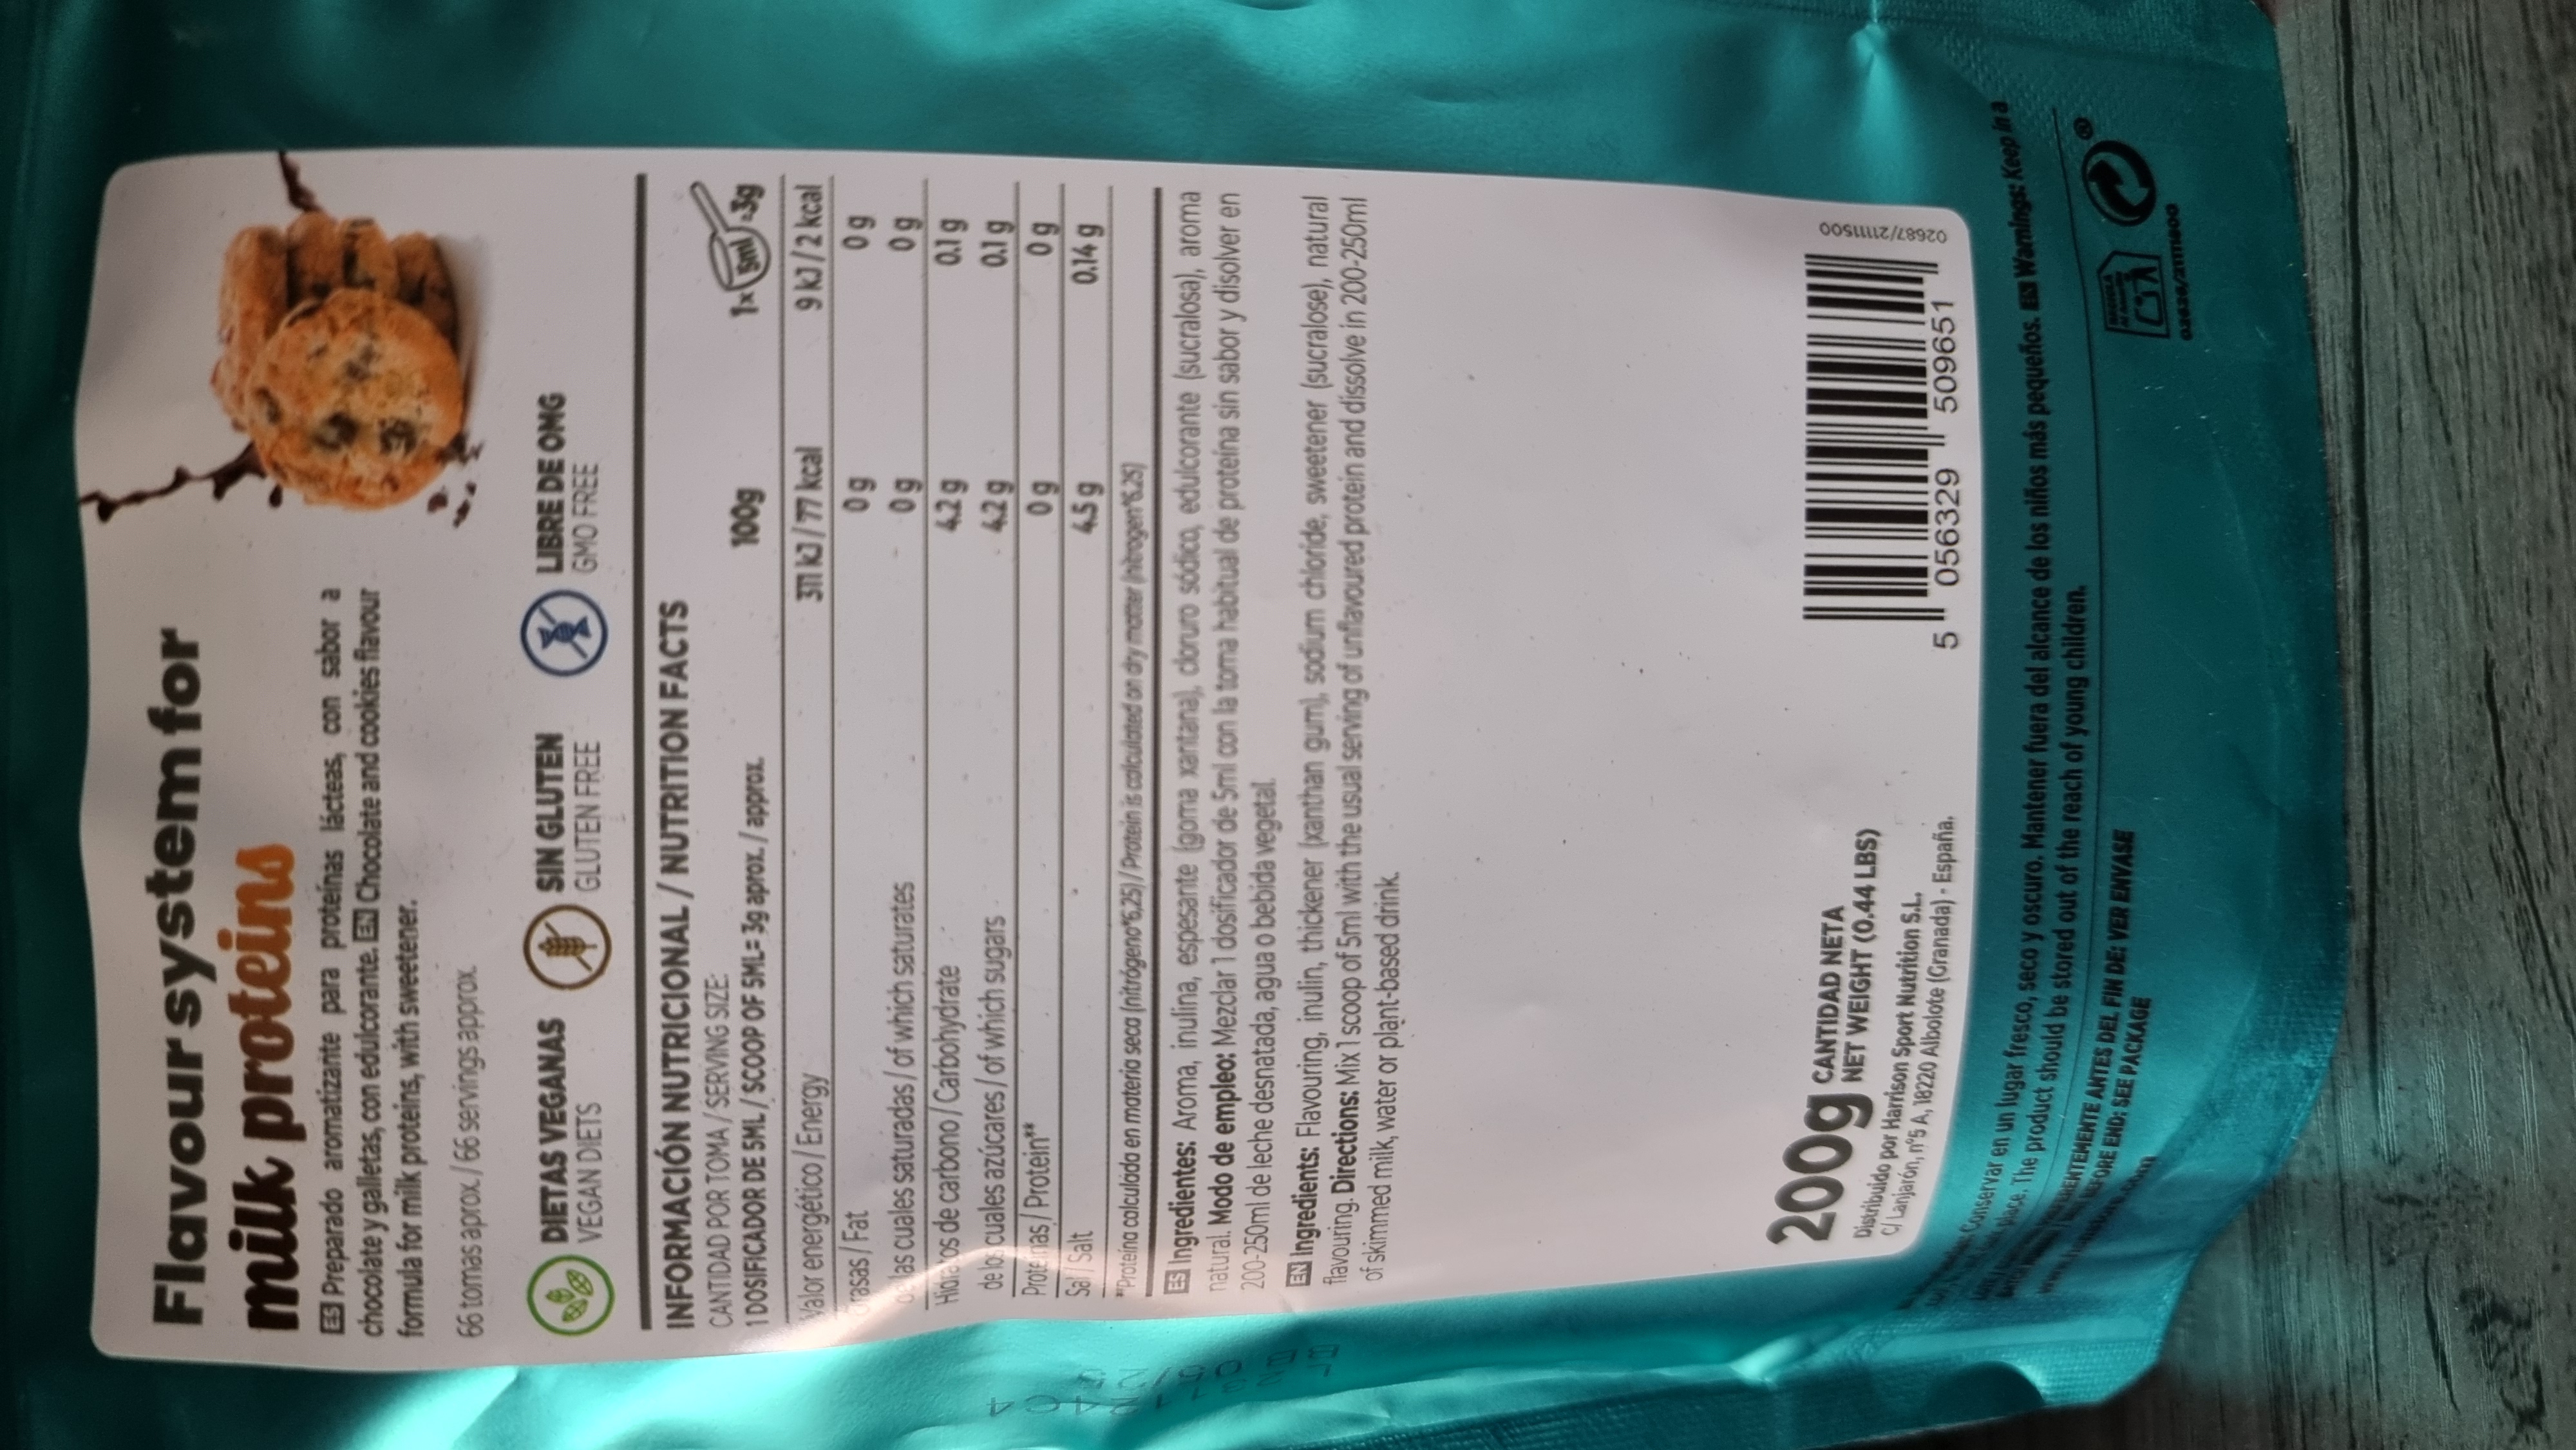 Flavour system for
milk proteins
ES Preparado aromatizante para proteínas lácteas, con sabor a
chocolate y galletas, con edulcorante. EN Chocolate and cookies flavour
formula for milk proteins, with sweetener.
66 tomas aprox. / 66 servings approx.
DIETAS VEGANAS
VEGAN DIETS
SIN GLUTEN
GLUTEN FREE
LIBRE DE OMG
GMO FREE
INFORMACIÓN NUTRICIONAL / NUTRITION FACTS
CANTIDAD POR TOMA / SERVING SIZE:
1 DOSIFICADOR DE 5ML / SCOOP OF 5ML= 3g aprox. / approx. 100g 1x 5ml =3g
Valor energético / Energy 311 kJ / 77 kcal 9 kJ / 2 kcal
Grasas / Fat 0 g 0 g
de las cuales saturadas / of which saturates 0 g 0 g
Hidratos de carbono / Carbohydrate 4.2 g 0.1 g
de los cuales azúcares / of which sugars 4.2 g 0.1 g
Proteinas / Protein** 0 g 0 g
Sal / Salt 4.5 g 0.14 g
**Proteína calculada en materia seca (nitrógeno*6,25) / Protein is calculated on dry matter (nitrogen*6.25)
ES Ingredientes: Aroma, inulina, espesante (goma xantana), cloruro sódico, edulcorante (sucralosa), aroma
natural. Modo de empleo: Mezclar 1 dosificador de 5ml con la toma habitual de proteína sin sabor y disolver en
200-250ml de leche desnatada, agua o bebida vegetal.
EN Ingredients: Flavouring, inulin, thickener (xanthan gum), sodium chloride, sweetener (sucralose), natural
flavouring. Directions: Mix 1 scoop of 5ml with the usual serving of unflavoured protein and dissolve in 200-250ml
of skimmed milk, water or plant-based drink.
200g CANTIDAD NETA
NET WEIGHT (0.44 LBS)
Distribuido por Harrison Sport Nutrition S.L.
C/ Lanjarón, nº5 A, 18220 Albolote (Granada) - España.
5 056329 509651
02687/2111500
Conservar en un lugar fresco, seco y oscuro. Mantener fuera del alcance de los niños más pequeños. EN Warnings: Keep in a
place. The product should be stored out of the reach of young children.
ANTES DEL FIN DE: VER ENVASE
BEFORE END: SEE PACKAGE
02636/2111500